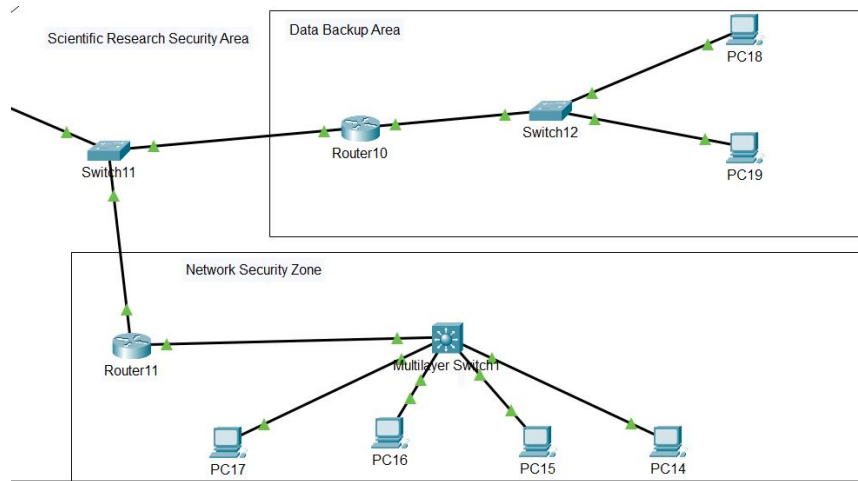 Scientific Research Security Area
Data Backup Area
PC18
Switch12
Router10
Switch11
PC19
Network Security Zone
Router11
Multilayer Switch1
PC17
PC16
PC15
PC14